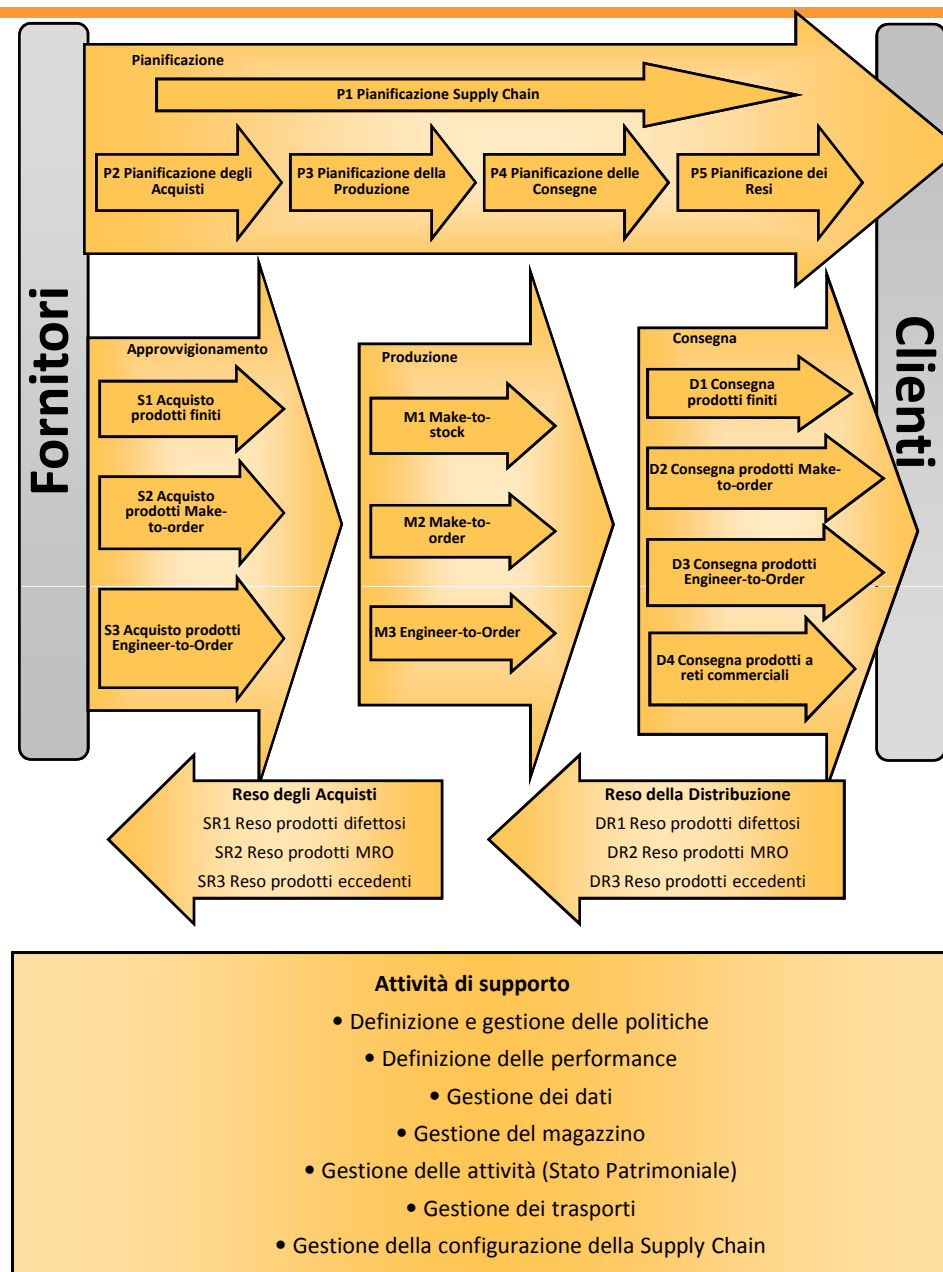 Pianificazione
P1 Pianificazione Supply Chain
P2 Pianificazione degli
Acquisti
P3 Pianificazione della
Produzione
P4 Pianificazione delle
Consegne
P5 Pianificazione dei
Resi
Fornitori
Clienti
Approvvigionamento
S1 Acquisto
prodotti finiti
S2 Acquisto
prodotti Make-
to-order
S3 Acquisto prodotti
Engineer-to-Order
Produzione
M1 Make-to-
stock
M2 Make-to-
order
M3 Engineer-to-Order
Consegna
D1 Consegna
prodotti finiti
D2 Consegna prodotti Make-
to-order
D3 Consegna prodotti
Engineer-to-Order
D4 Consegna prodotti a
reti commerciali
Reso degli Acquisti
SR1 Reso prodotti difettosi
SR2 Reso prodotti MRO
SR3 Reso prodotti eccedenti
Reso della Distribuzione
DR1 Reso prodotti difettosi
DR2 Reso prodotti MRO
DR3 Reso prodotti eccedenti
Attività di supporto
• Definizione e gestione delle politiche
• Definizione delle performance
• Gestione dei dati
• Gestione del magazzino
• Gestione delle attività (Stato Patrimoniale)
• Gestione dei trasporti
• Gestione della configurazione della Supply Chain